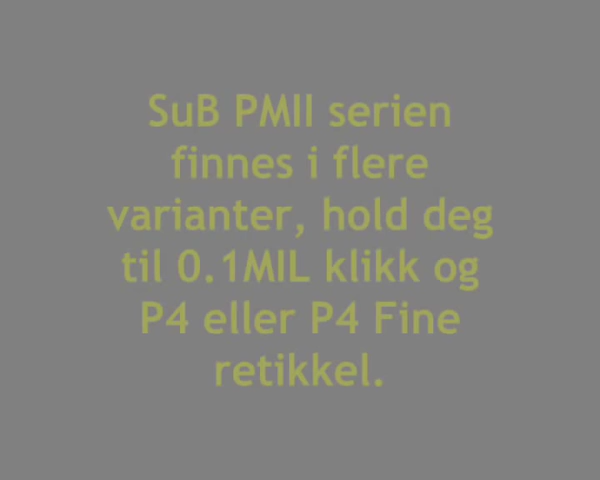 SuB PMII serien
finnes i flere
varianter, hold deg
til 0.1MIL klikk og
P4 eller P4 Fine
retikkel.